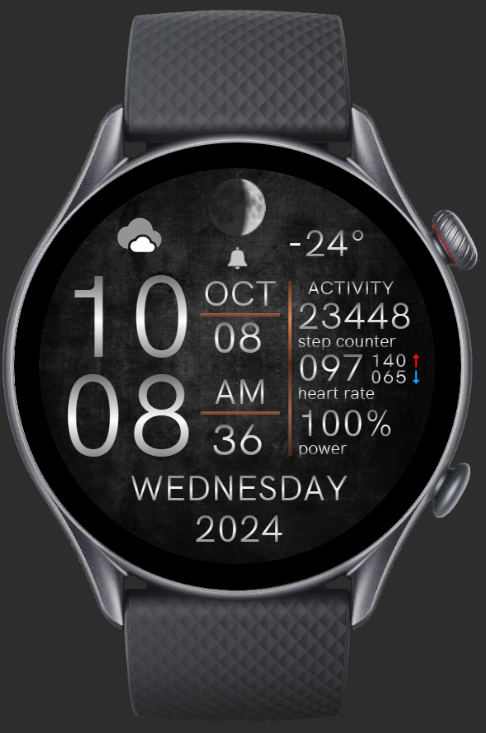 -24°
10
OCT
08
08
AM
36
ACTIVITY
23448
step counter
097 140
065
heart rate
100%
power
WEDNESDAY
2024